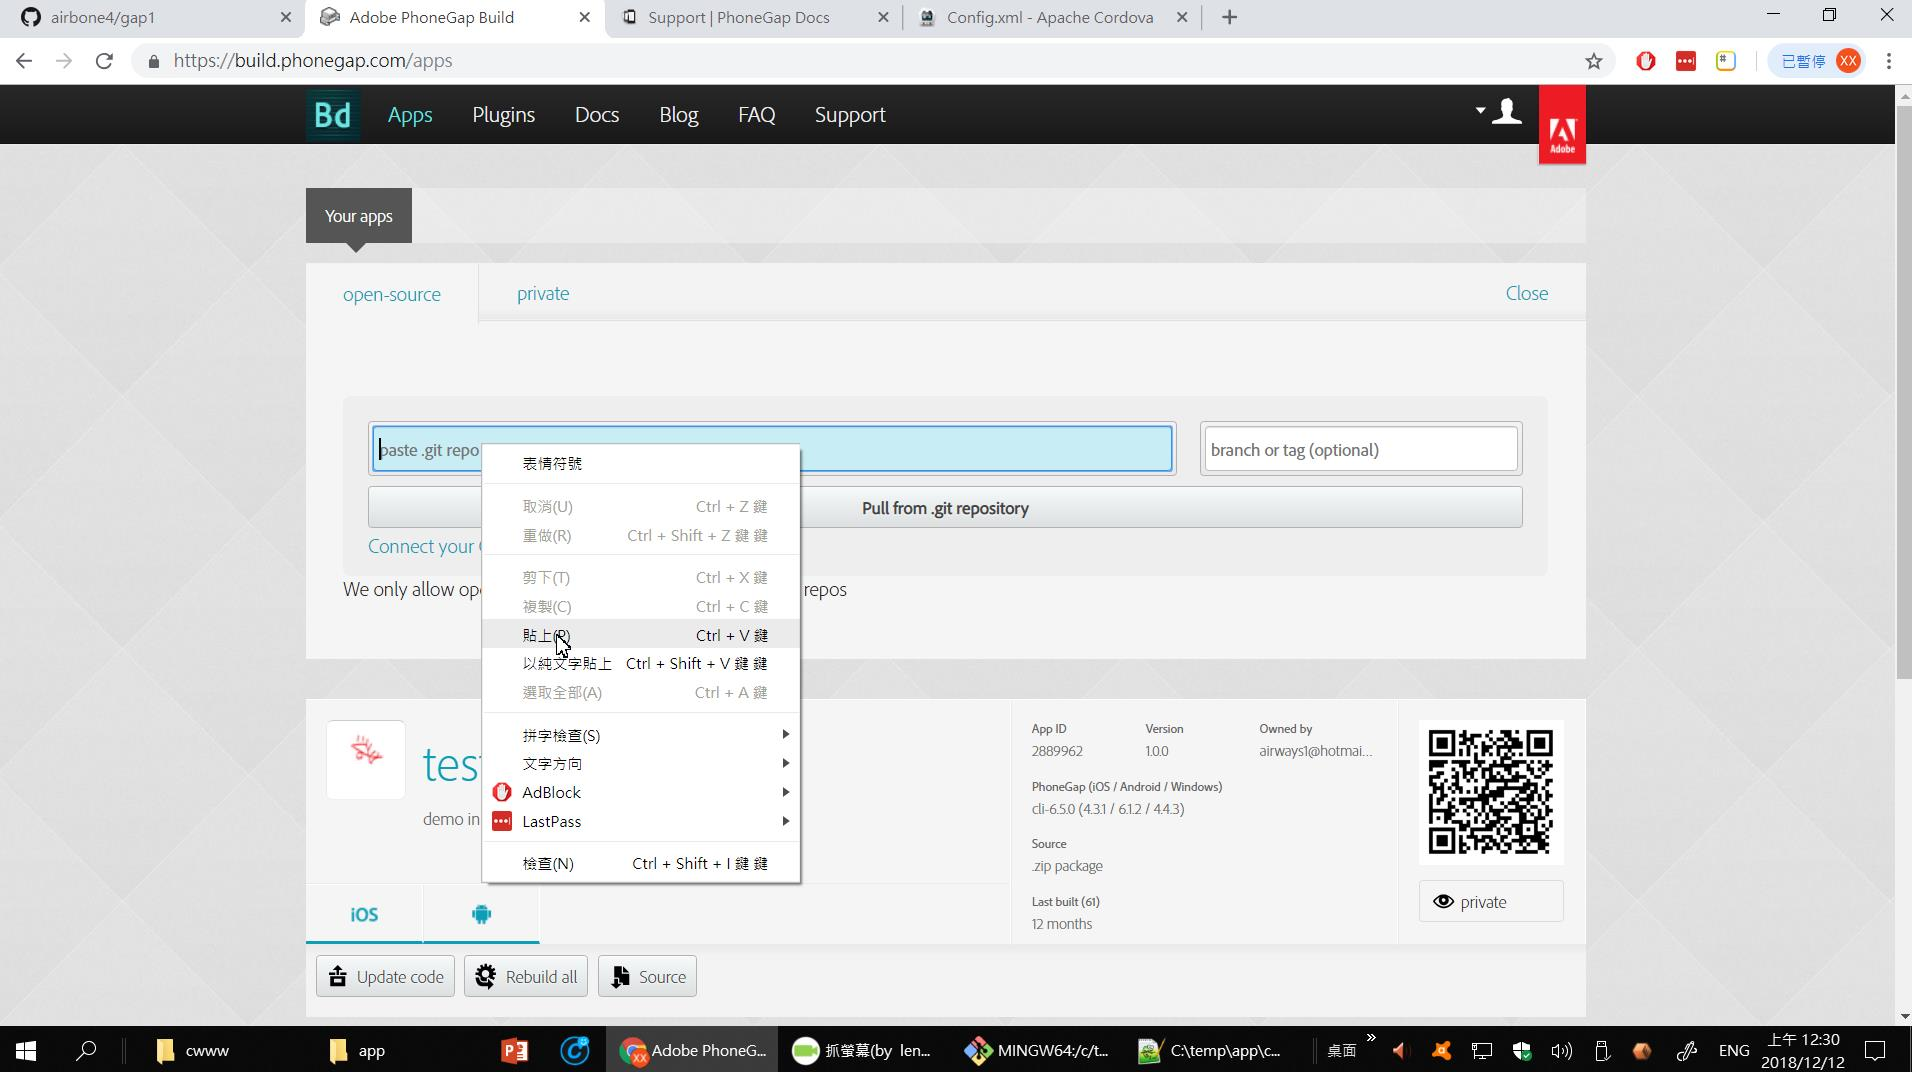 airbone4/gap1
Adobe PhoneGap Build
Support | PhoneGap Docs
Config.xml - Apache Cordova
https://build.phonegap.com/apps
已暫停 XX
Bd Apps Plugins Docs Blog FAQ Support
Adobe
Your apps
open-source private Close
paste .git repo
branch or tag (optional)
Pull from .git repository
Connect your
We only allow op
repos
表情符號
取消(U) Ctrl + Z 鍵
重做(R) Ctrl + Shift + Z 鍵 鍵
剪下(T) Ctrl + X 鍵
複製(C) Ctrl + C 鍵
貼上(P) Ctrl + V 鍵
以純文字貼上 Ctrl + Shift + V 鍵 鍵
選取全部(A) Ctrl + A 鍵
拼字檢查(S)
文字方向
AdBlock
LastPass
檢查(N) Ctrl + Shift + I 鍵 鍵
tes
demo in
App ID Version Owned by
2889962 1.0.0 airways1@hotmai...
PhoneGap (iOS / Android / Windows)
cli-6.5.0 (4.3.1 / 6.1.2 / 4.4.3)
Source
.zip package
Last built (61)
12 months
private
iOS
Update code Rebuild all Source
cwww
app
Adobe PhoneG...
抓螢幕(by len...
MINGW64:/c/t...
C:\temp\app\c...
桌面
ENG
上午 12:30
2018/12/12